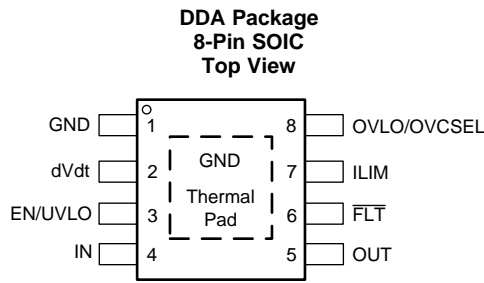 DDA Package
8-Pin SOIC
Top View
GND 1 8 OVLO/OVCSEL
dVdt 2 GND 7 ILIM
Thermal
EN/UVLO 3 Pad 6 F̅L̅T̅
IN 4 5 OUT